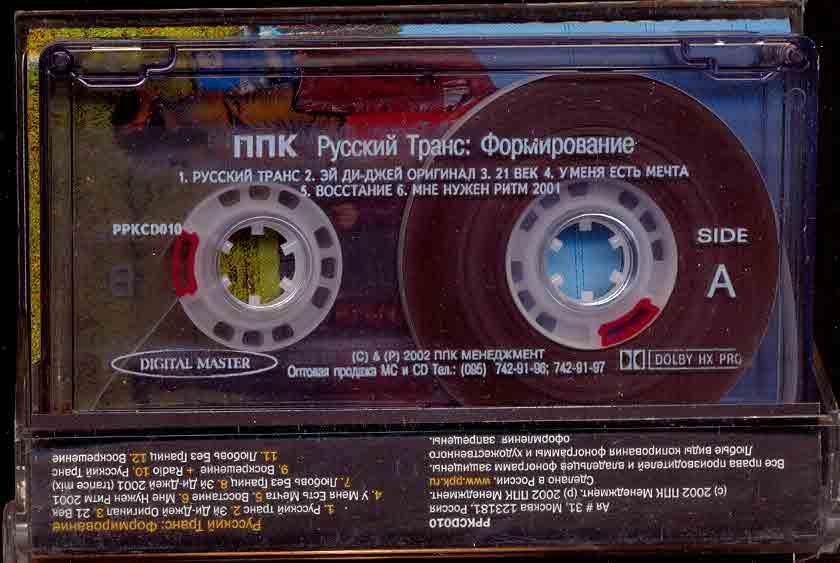 ППК Русский Транс: Формирование
1. РУССКИЙ ТРАНС 2. ЭЙ ДИ-ДЖЕЙ ОРИГИНАЛ 3. 21 ВЕК 4. У МЕНЯ ЕСТЬ МЕЧТА
5. ВОССТАНИЕ 6. МНЕ НУЖЕН РИТМ 2001
PPKCD010
SIDE
A
DIGITAL MASTER
(C) & (P) 2002 ППК МЕНЕДЖМЕНТ
Оптовая продажа МС и CD Тел.: (095) 742-91-96; 742-91-97
DOLBY HX PRO
PPKCD010
Ая # 31, Москва 123181, Россия
(c) 2002 ППК Менеджмент. (p) 2002 ППК Менеджмент.
Сделано в России. www.ppk.ru
Все права производителей и владельцев фонограмм защищены.
Любые виды копирования фонограммы и художественного
оформления запрещены.
Русский Транс: Формирование
1. Русский транс 2. Эй Ди-Джей Оригинал 3. 21 Век
4. У Меня Есть Мечта 5. Восстание 6. Мне Нужен Ритм 2001
7. Любовь Без Границ 8. Эй Ди-Джей 2001 (trance mix)
9. Воскрешение + Radio 10. Русский Транс
11. Любовь Без Границ 12. Воскрешение